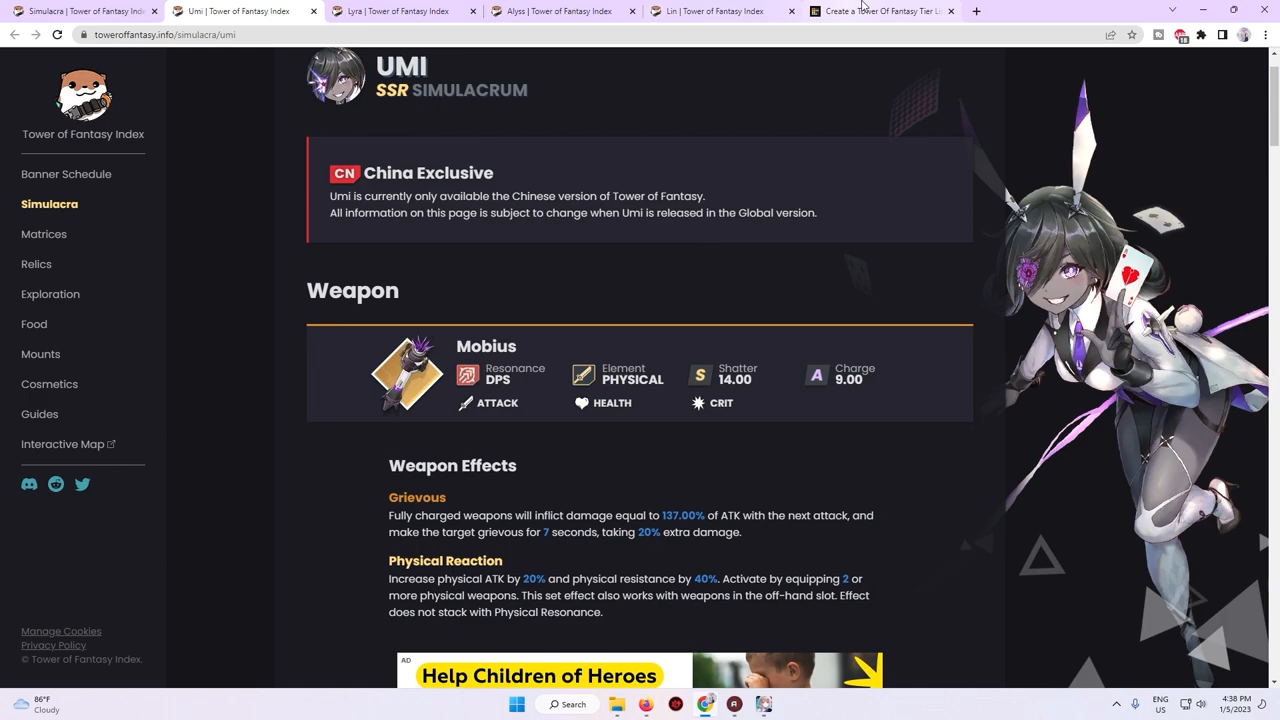 Simulacra Tower of Fantasy Ind
Umi | Tower of Fantasy Index
Lyra | Tower of Fantasy Index
Alyss | Tower of Fantasy Index
Lin | Tower of Fantasy Index
Create a Tower Of Fantasy Tier Li
toweroffantasy.info/simulacra/umi
18
Tower of Fantasy Index
Banner Schedule
Simulacra
Matrices
Relics
Exploration
Food
Mounts
Cosmetics
Guides
Interactive Map
Manage Cookies
Privacy Policy
© Tower of Fantasy Index.
UMI
SSR SIMULACRUM
CN China Exclusive
Umi is currently only available the Chinese version of Tower of Fantasy.
All information on this page is subject to change when Umi is released in the Global version.
Weapon
Mobius
Resonance DPS
Element PHYSICAL
S Shatter 14.00
A Charge 9.00
ATTACK
HEALTH
CRIT
Weapon Effects
Grievous
Fully charged weapons will inflict damage equal to 137.00% of ATK with the next attack, and
make the target grievous for 7 seconds, taking 20% extra damage.
Physical Reaction
Increase physical ATK by 20% and physical resistance by 40%. Activate by equipping 2 or
more physical weapons. This set effect also works with weapons in the off-hand slot. Effect
does not stack with Physical Resonance.
AD
Help Children of Heroes
86°F
Cloudy
Search
ENG
US
4:38 PM
1/5/2023